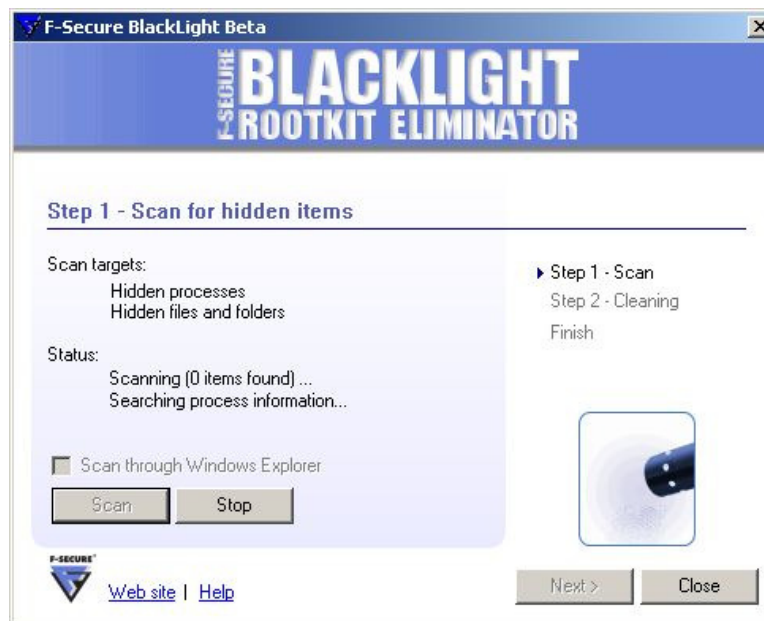 F-Secure BlackLight Beta
F-SECURE
BLACKLIGHT
ROOTKIT ELIMINATOR
Step 1 - Scan for hidden items
Scan targets:
Hidden processes
Hidden files and folders
Status:
Scanning (0 items found) ...
Searching process information...
Scan through Windows Explorer
Scan Stop
Step 1 - Scan
Step 2 - Cleaning
Finish
F-SECURE
Web site | Help
Next > Close